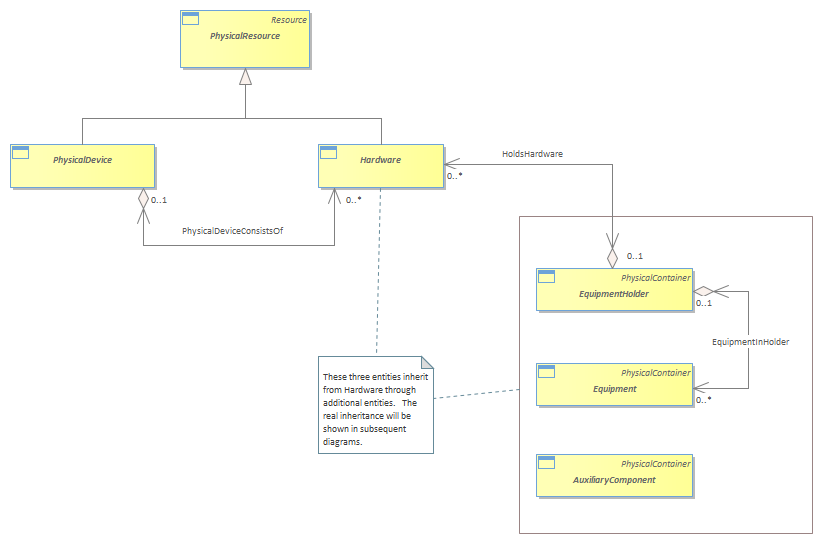 Resource
PhysicalResource
PhysicalDevice
Hardware
HoldsHardware
0..*
0..1
0..*
PhysicalDeviceConsistsOf
0..1
PhysicalContainer
EquipmentHolder
0..1
EquipmentInHolder
These three entities inherit
from Hardware through
additional entities. The
real inheritance will be
shown in subsequent
diagrams.
PhysicalContainer
Equipment
0..*
PhysicalContainer
AuxiliaryComponent